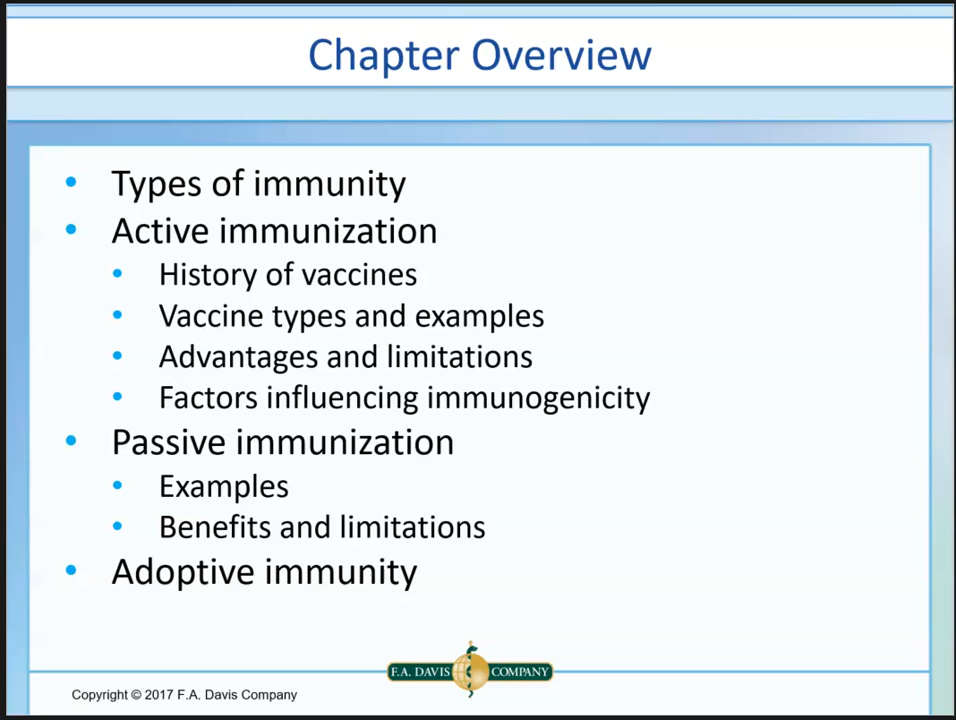 Chapter Overview
• Types of immunity
• Active immunization
• History of vaccines
• Vaccine types and examples
• Advantages and limitations
• Factors influencing immunogenicity
• Passive immunization
• Examples
• Benefits and limitations
• Adoptive immunity
F.A. DAVIS COMPANY
Copyright © 2017 F.A. Davis Company